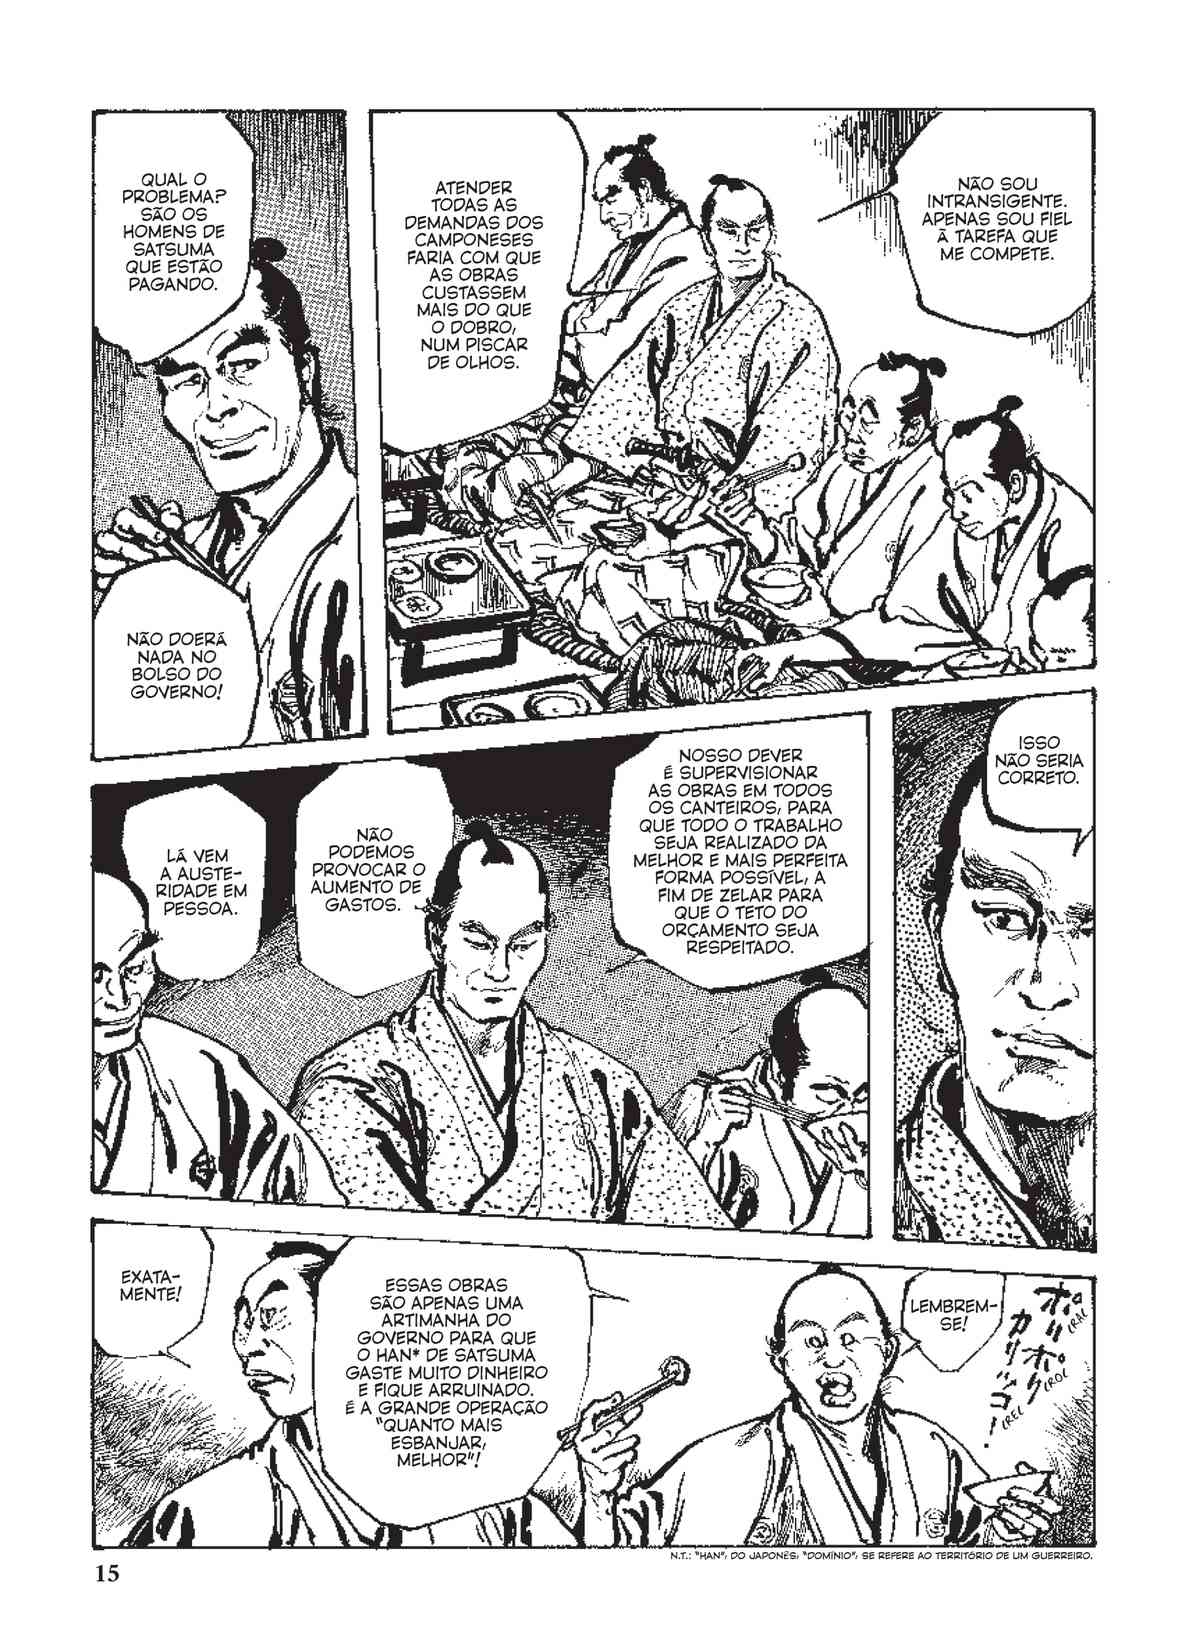 NÃO SOU
INTRANSIGENTE.
APENAS SOU FIEL
À TAREFA QUE
ME COMPETE.
ATENDER
TODAS AS
DEMANDAS DOS
CAMPONESES
FARIA COM QUE
AS OBRAS
CUSTASSEM
MAIS DO QUE
O DOBRO,
NUM PISCAR
DE OLHOS.
QUAL O
PROBLEMA?
SÃO OS
HOMENS DE
SATSUMA
QUE ESTÃO
PAGANDO.
NÃO DOERÁ
NADA NO
BOLSO DO
GOVERNO!
ISSO
NÃO SERIA
CORRETO.
NOSSO DEVER
É SUPERVISIONAR
AS OBRAS EM TODOS
OS CANTEIROS, PARA
QUE TODO O TRABALHO
SEJA REALIZADO DA
MELHOR E MAIS PERFEITA
FORMA POSSÍVEL, A
FIM DE ZELAR PARA
QUE O TETO DO
ORÇAMENTO SEJA
RESPEITADO.
NÃO
PODEMOS
PROVOCAR O
AUMENTO DE
GASTOS.
LÁ VEM
A AUSTE-
RIDADE EM
PESSOA.
LEMBREM-
SE!
ポリポリ
カリッコー
(RAC
(ROC
(REC
ESSAS OBRAS
SÃO APENAS UMA
ARTIMANHA DO
GOVERNO PARA QUE
O HAN* DE SATSUMA
GASTE MUITO DINHEIRO
E FIQUE ARRUINADO.
É A GRANDE OPERAÇÃO
"QUANTO MAIS
ESBANJAR,
MELHOR"!
EXATA-
MENTE!
N.T.: "HAN", DO JAPONÊS, "DOMÍNIO", SE REFERE AO TERRITÓRIO DE UM GUERREIRO.
15